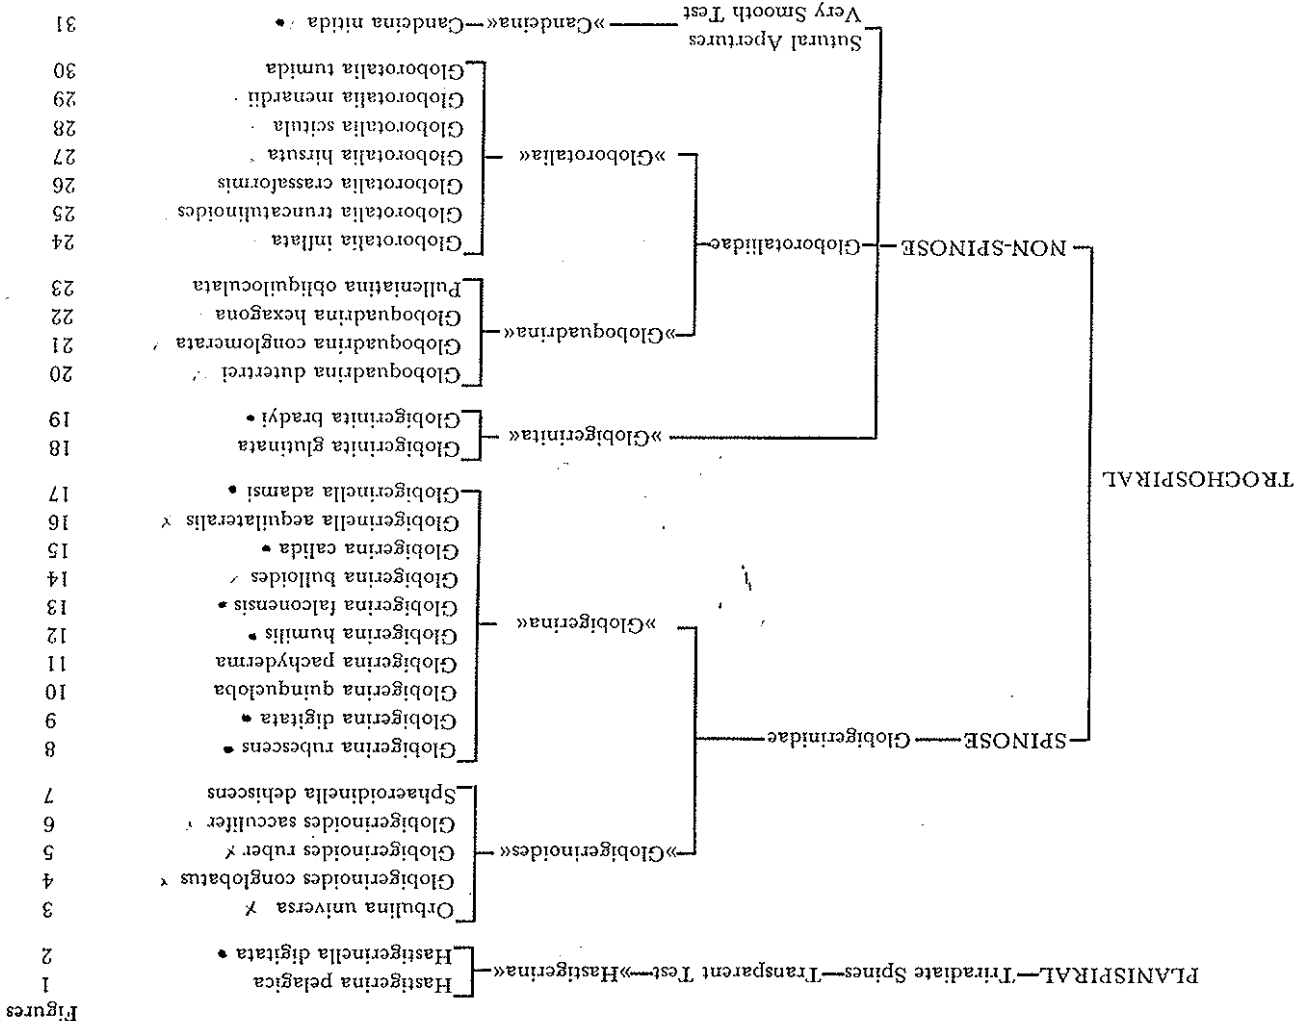 Figures
PLANISPIRAL—Triradiate Spines—Transparent Test—»Hastigerina«
Hastigerina pelagica 1
Hastigerinella digitata • 2
TROCHOSPIRAL
SPINOSE — Globigerinidae
»Globigerinoides«
Orbulina universa x 3
Globigerinoides conglobatus x 4
Globigerinoides ruber x 5
Globigerinoides sacculifer 6
Sphaeroidinella dehiscens 7
»Globigerina«
Globigerina rubescens • 8
Globigerina digitata • 9
Globigerina quinqueloba 10
Globigerina pachyderma 11
Globigerina humilis • 12
Globigerina falconensis • 13
Globigerina bulloides 14
Globigerina calida • 15
Globigerinella aequilateralis x 16
Globigerinella adamsi • 17
NON-SPINOSE — Globorotaliidae
»Globigerinita«
Globigerinita glutinata 18
Globigerinita bradyi • 19
»Globoquadrina«
Globoquadrina dutertrei 20
Globoquadrina conglomerata 21
Globoquadrina hexagona 22
Pulleniatina obliquiloculata 23
»Globorotalia«
Globorotalia inflata 24
Globorotalia truncatulinoides 25
Globorotalia crassaformis 26
Globorotalia hirsuta 27
Globorotalia scitula 28
Globorotalia menardii 29
Globorotalia tumida 30
Sutural Apertures
Very Smooth Test
»Candeina«—Candeina nitida • 31